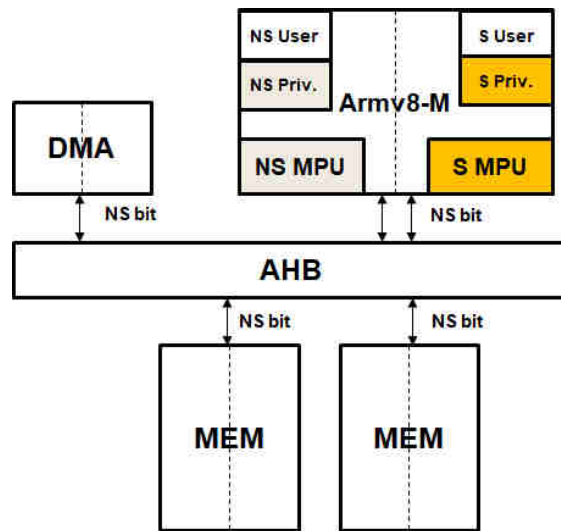 NS User
S User
NS Priv.
S Priv.
Armv8-M
DMA
NS MPU
S MPU
NS bit
NS bit
AHB
NS bit
NS bit
MEM
MEM